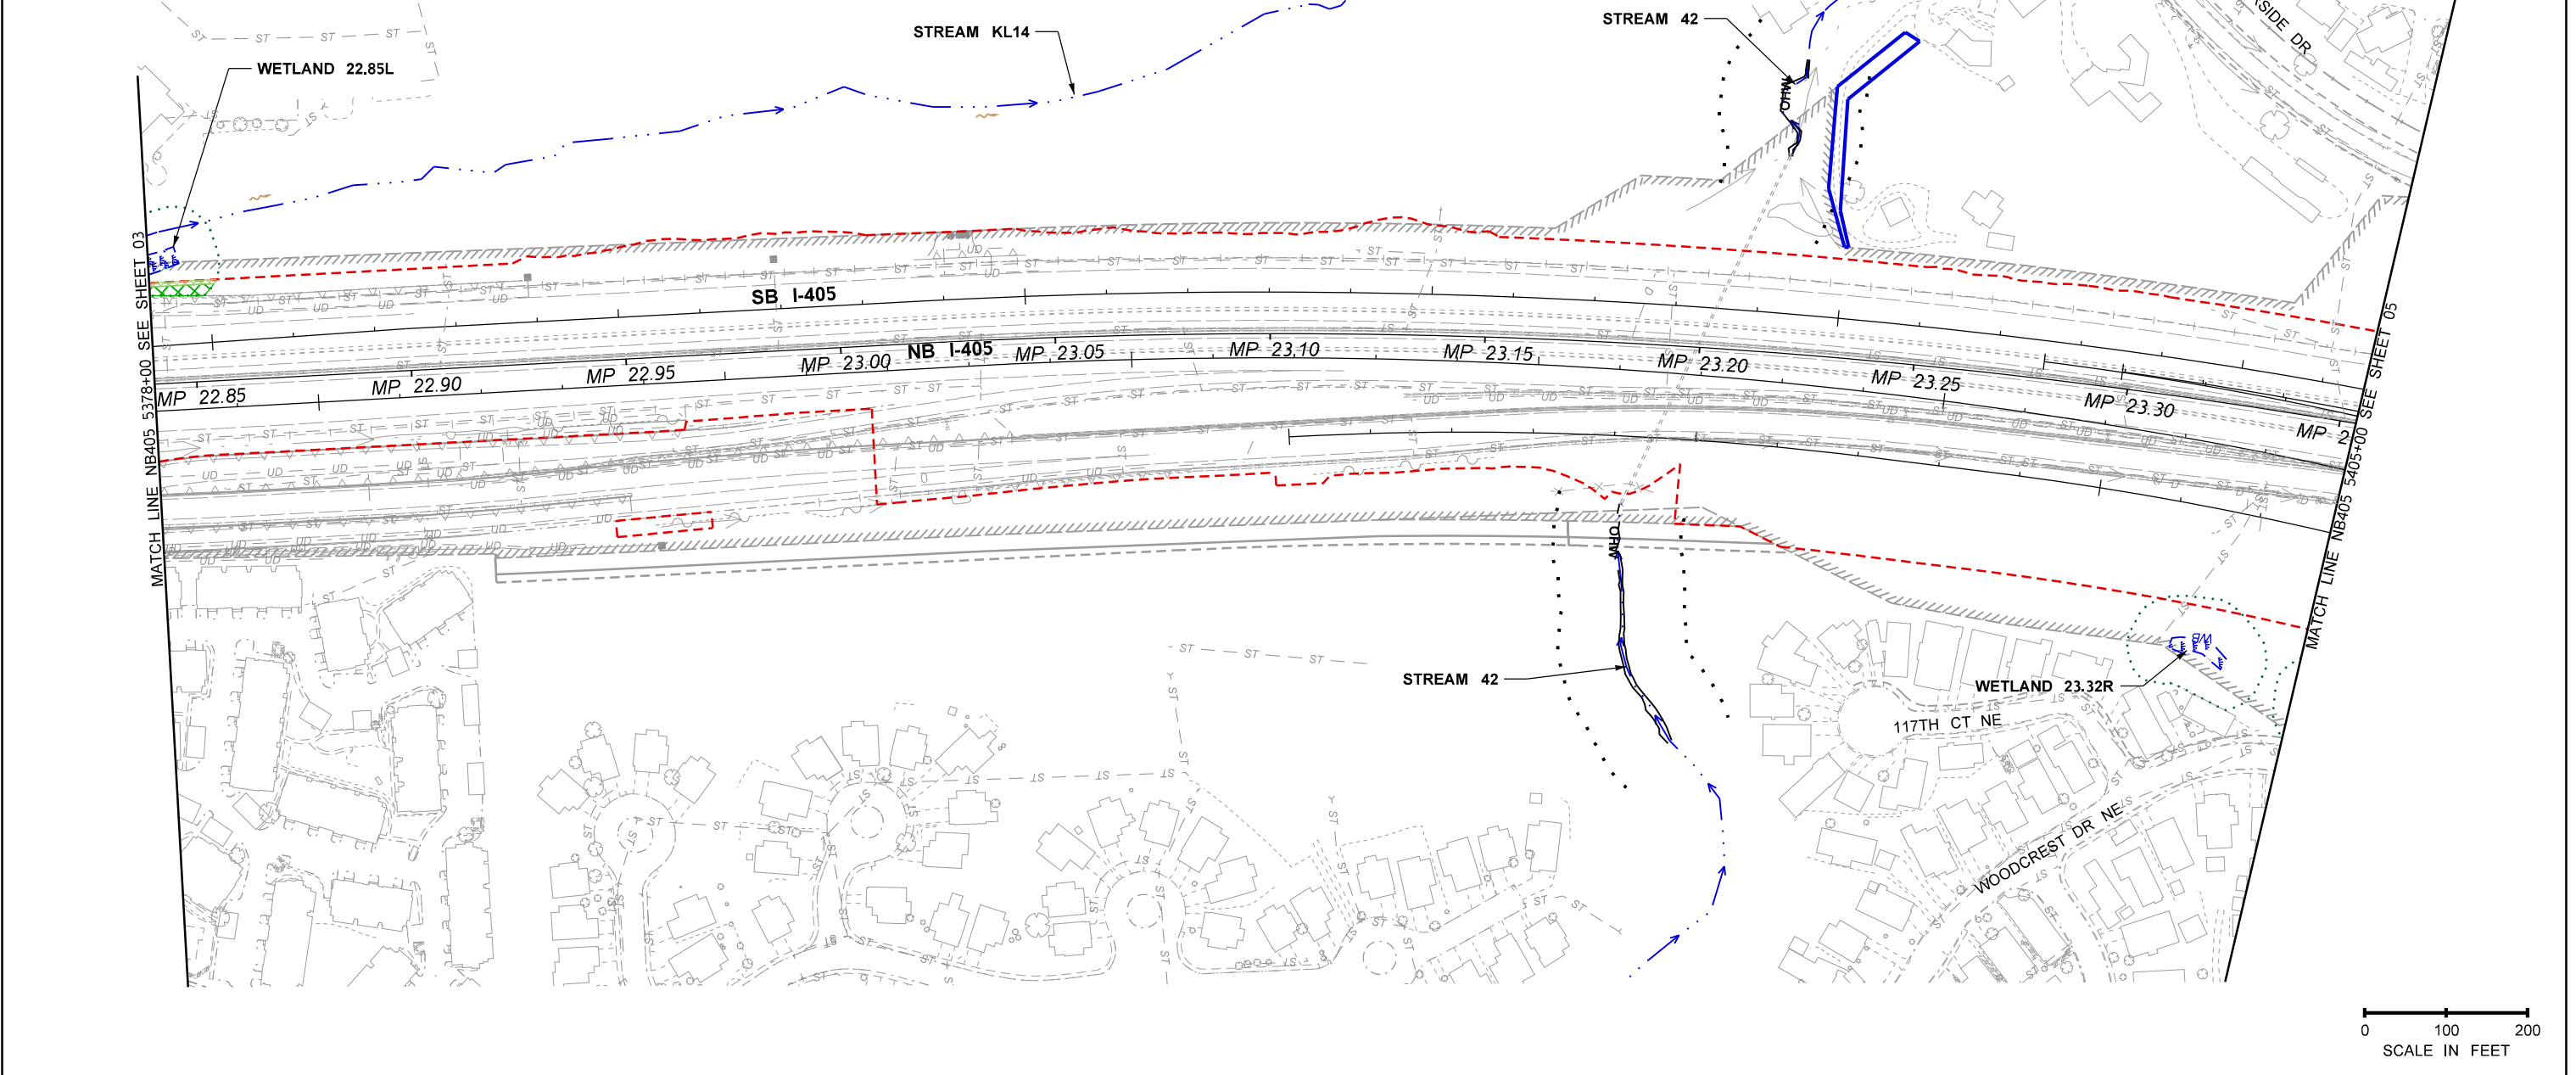 STREAM 42
STREAM KL14
WETLAND 22.85L
SIDE DR
OHW
SB I-405
NB I-405
MP 22.85
MP 22.90
MP 22.95
MP 23.00
MP 23.05
MP 23.10
MP 23.15
MP 23.20
MP 23.25
MP 23.30
MP 2
MATCH LINE NB405 5378+00 SEE SHEET 03
MATCH LINE NB405 5405+00 SEE SHEET 05
OHW
STREAM 42
WB
WETLAND 23.32R
117TH CT NE
WOODCREST DR NE
0 100 200
SCALE IN FEET